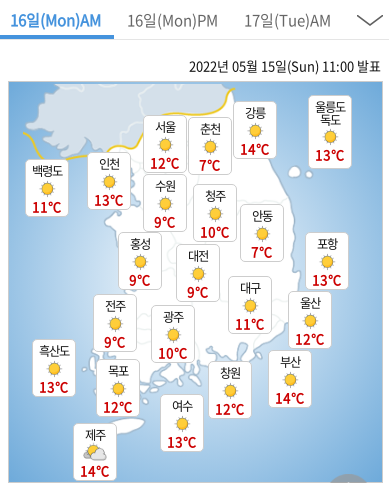 16일(Mon)AM 16일(Mon)PM 17일(Tue)AM
2022년 05월 15일(Sun) 11:00 발표
서울
12℃
춘천
7℃
강릉
14℃
울릉도
독도
13℃
백령도
11℃
인천
13℃
수원
9℃
청주
10℃
안동
7℃
홍성
9℃
대전
9℃
포항
13℃
대구
11℃
전주
9℃
광주
10℃
울산
12℃
흑산도
13℃
목포
12℃
창원
12℃
부산
14℃
여수
13℃
제주
14℃